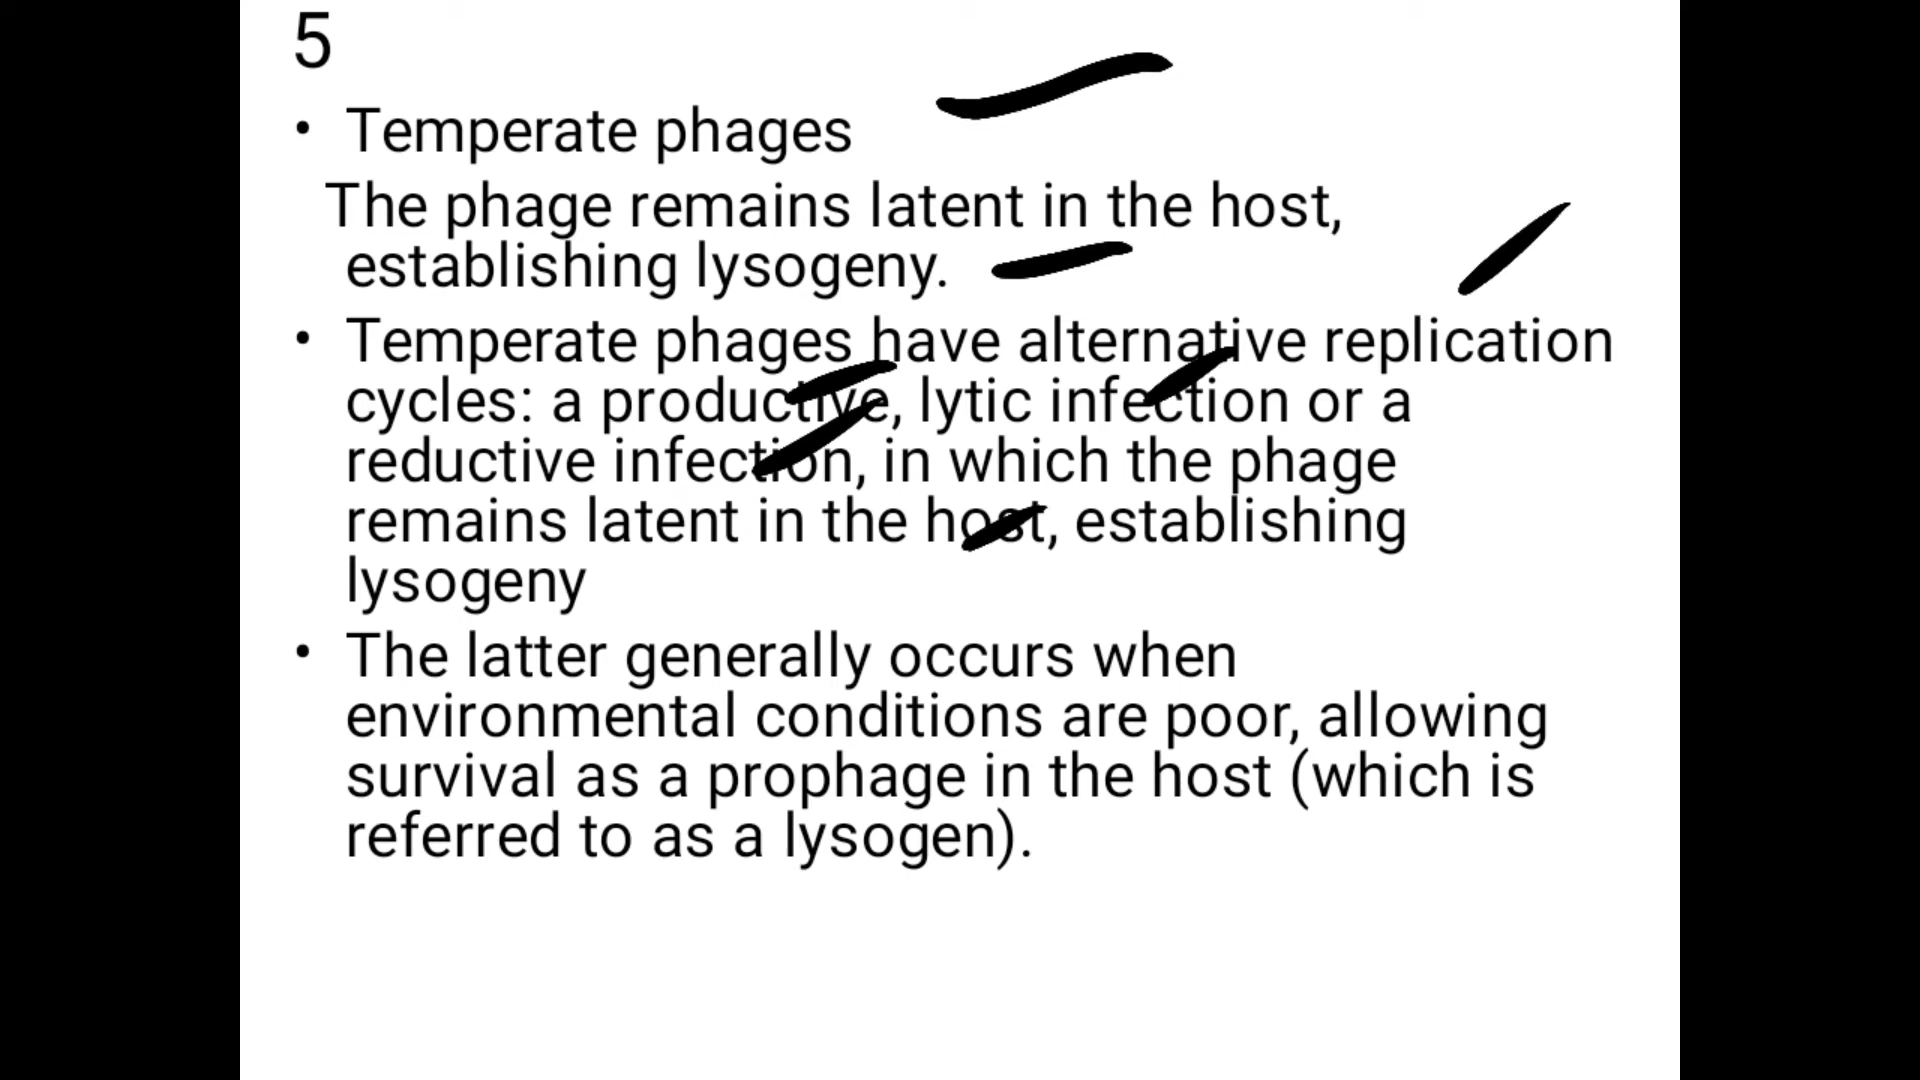 5
• Temperate phages
The phage remains latent in the host,
establishing lysogeny.
• Temperate phages have alternative replication
cycles: a productive, lytic infection or a
reductive infection, in which the phage
remains latent in the host, establishing
lysogeny
• The latter generally occurs when
environmental conditions are poor, allowing
survival as a prophage in the host (which is
referred to as a lysogen).